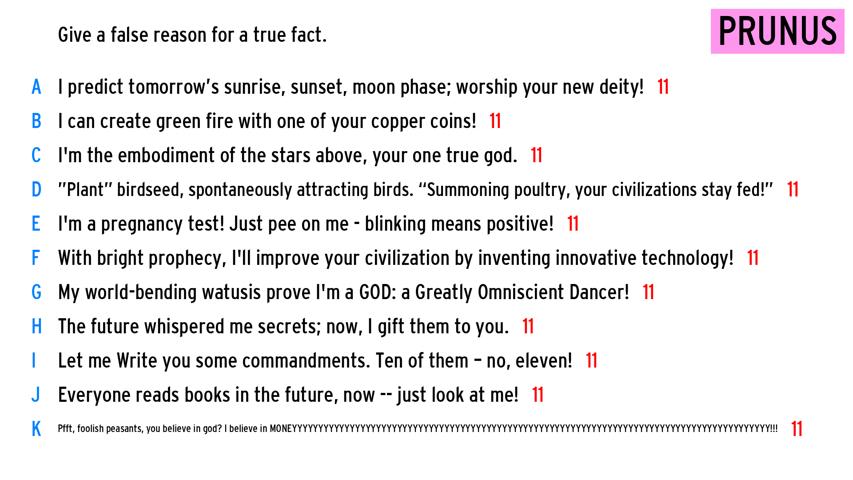 Give a false reason for a true fact.
PRUNUS
A I predict tomorrow’s sunrise, sunset, moon phase; worship your new deity! 11
B I can create green fire with one of your copper coins! 11
C I'm the embodiment of the stars above, your one true god. 11
D ”Plant” birdseed, spontaneously attracting birds. “Summoning poultry, your civilizations stay fed!” 11
E I'm a pregnancy test! Just pee on me - blinking means positive! 11
F With bright prophecy, I'll improve your civilization by inventing innovative technology! 11
G My world-bending watusis prove I'm a GOD: a Greatly Omniscient Dancer! 11
H The future whispered me secrets; now, I gift them to you. 11
I Let me Write you some commandments. Ten of them – no, eleven! 11
J Everyone reads books in the future, now -- just look at me! 11
K Pfft, foolish peasants, you believe in god? I believe in MONEYYYYYYYYYYYYYYYYYYYYYYYYYYYYYYYYYYYYYYYYYYYYYYYYYYYYYYYYYYYYYYYYYYYYYYYYYYYYYYYYYYYYYYYYYYYYYYY!!! 11